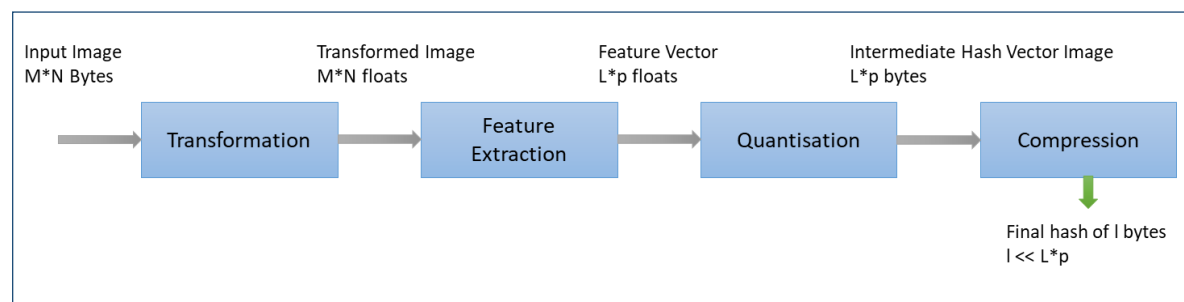 Input Image
M*N Bytes
Transformed Image
M*N floats
Feature Vector
L*p floats
Intermediate Hash Vector Image
L*p bytes
Transformation
Feature
Extraction
Quantisation
Compression
Final hash of l bytes
l << L*p